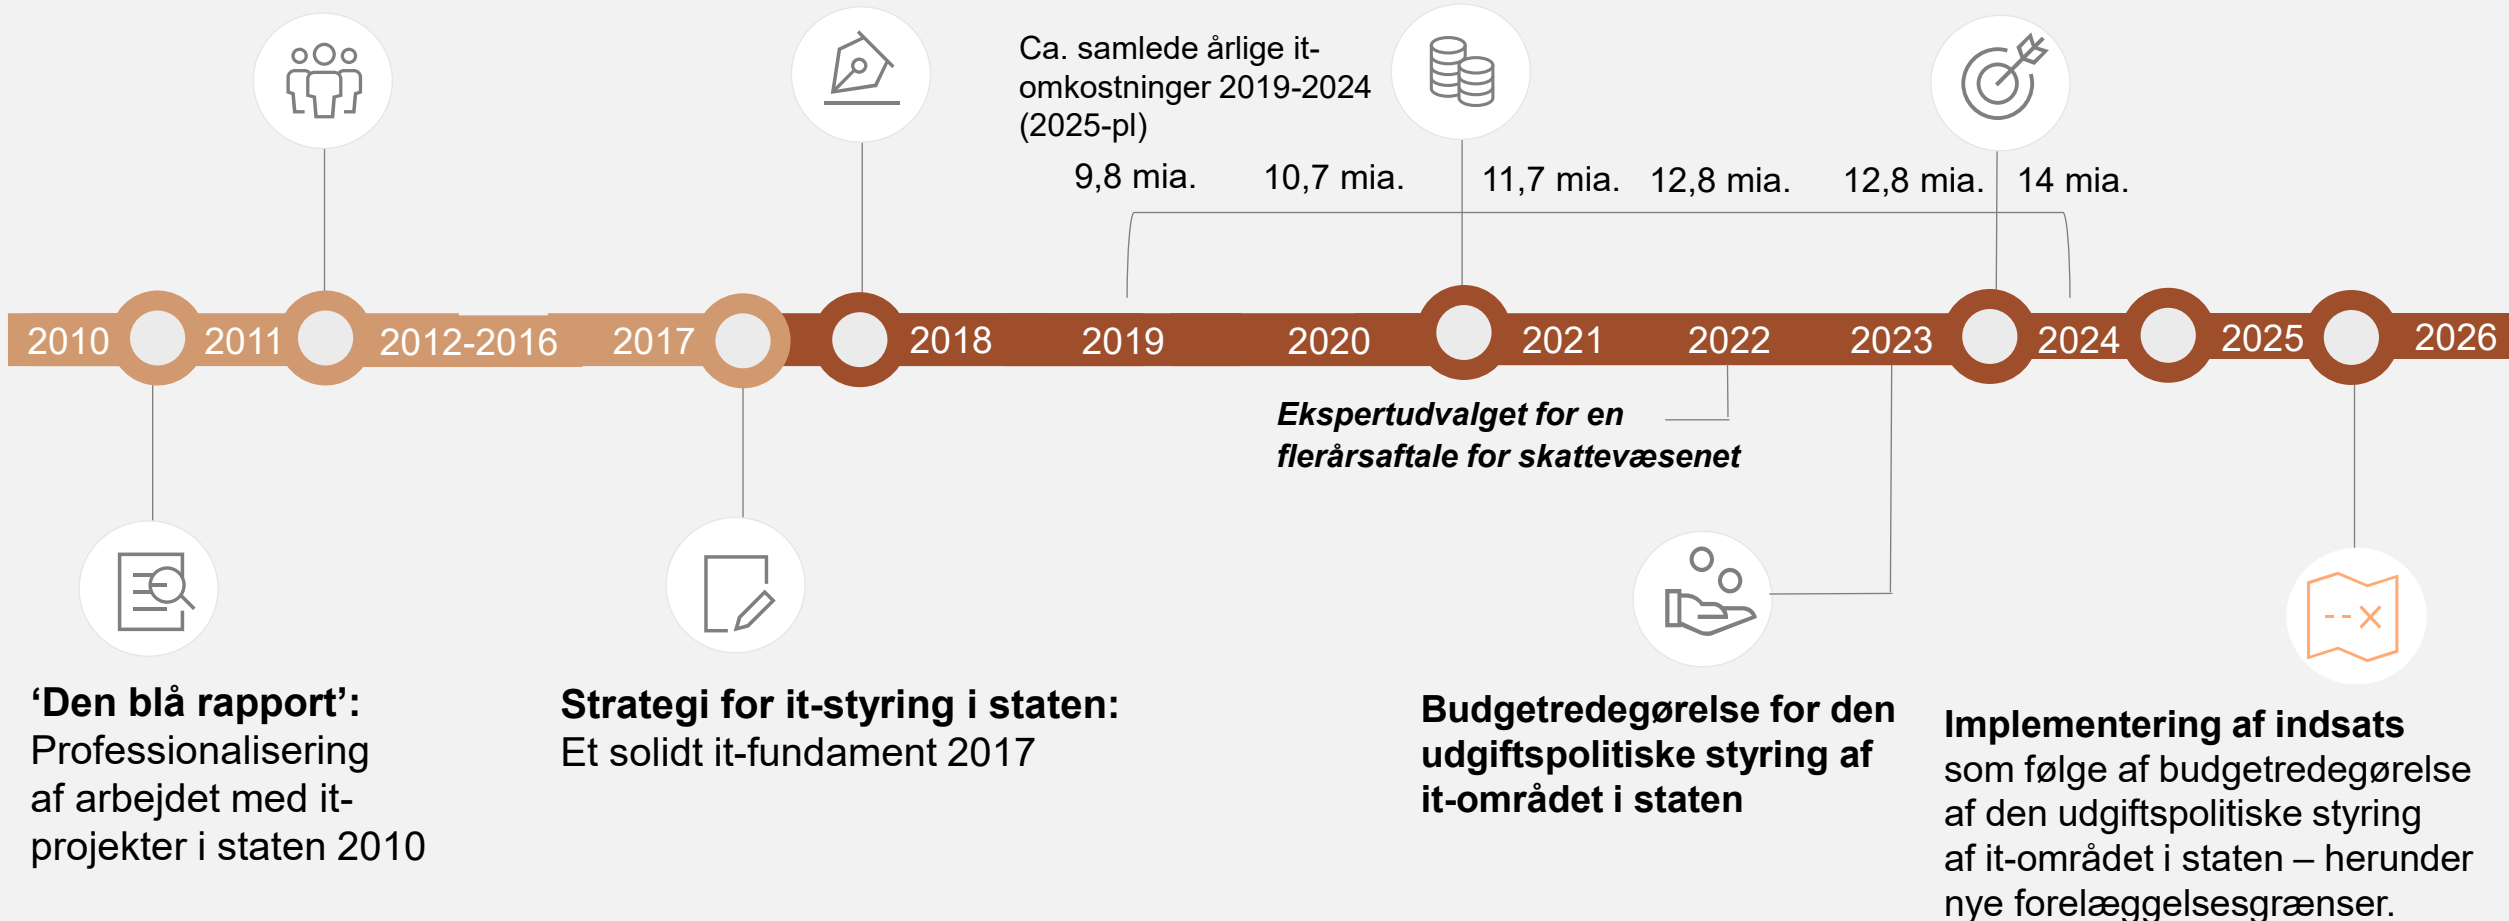 Ca. samlede årlige it-
omkostninger 2019-2024
(2025-pl)
9,8 mia.
10,7 mia.
11,7 mia.
12,8 mia.
12,8 mia.
14 mia.
2010
2011
2012-2016
2017
2018
2019
2020
2021
2022
2023
2024
2025
2026
Ekspertudvalget for en
flerårsaftale for skattevæsenet
‘Den blå rapport’:
Professionalisering
af arbejdet med it-
projekter i staten 2010
Strategi for it-styring i staten:
Et solidt it-fundament 2017
Budgetredegørelse for den
udgiftspolitiske styring af
it-området i staten
Implementering af indsats
som følge af budgetredegørelse
af den udgiftspolitiske styring
af it-området i staten – herunder
nye forelæggelsesgrænser.